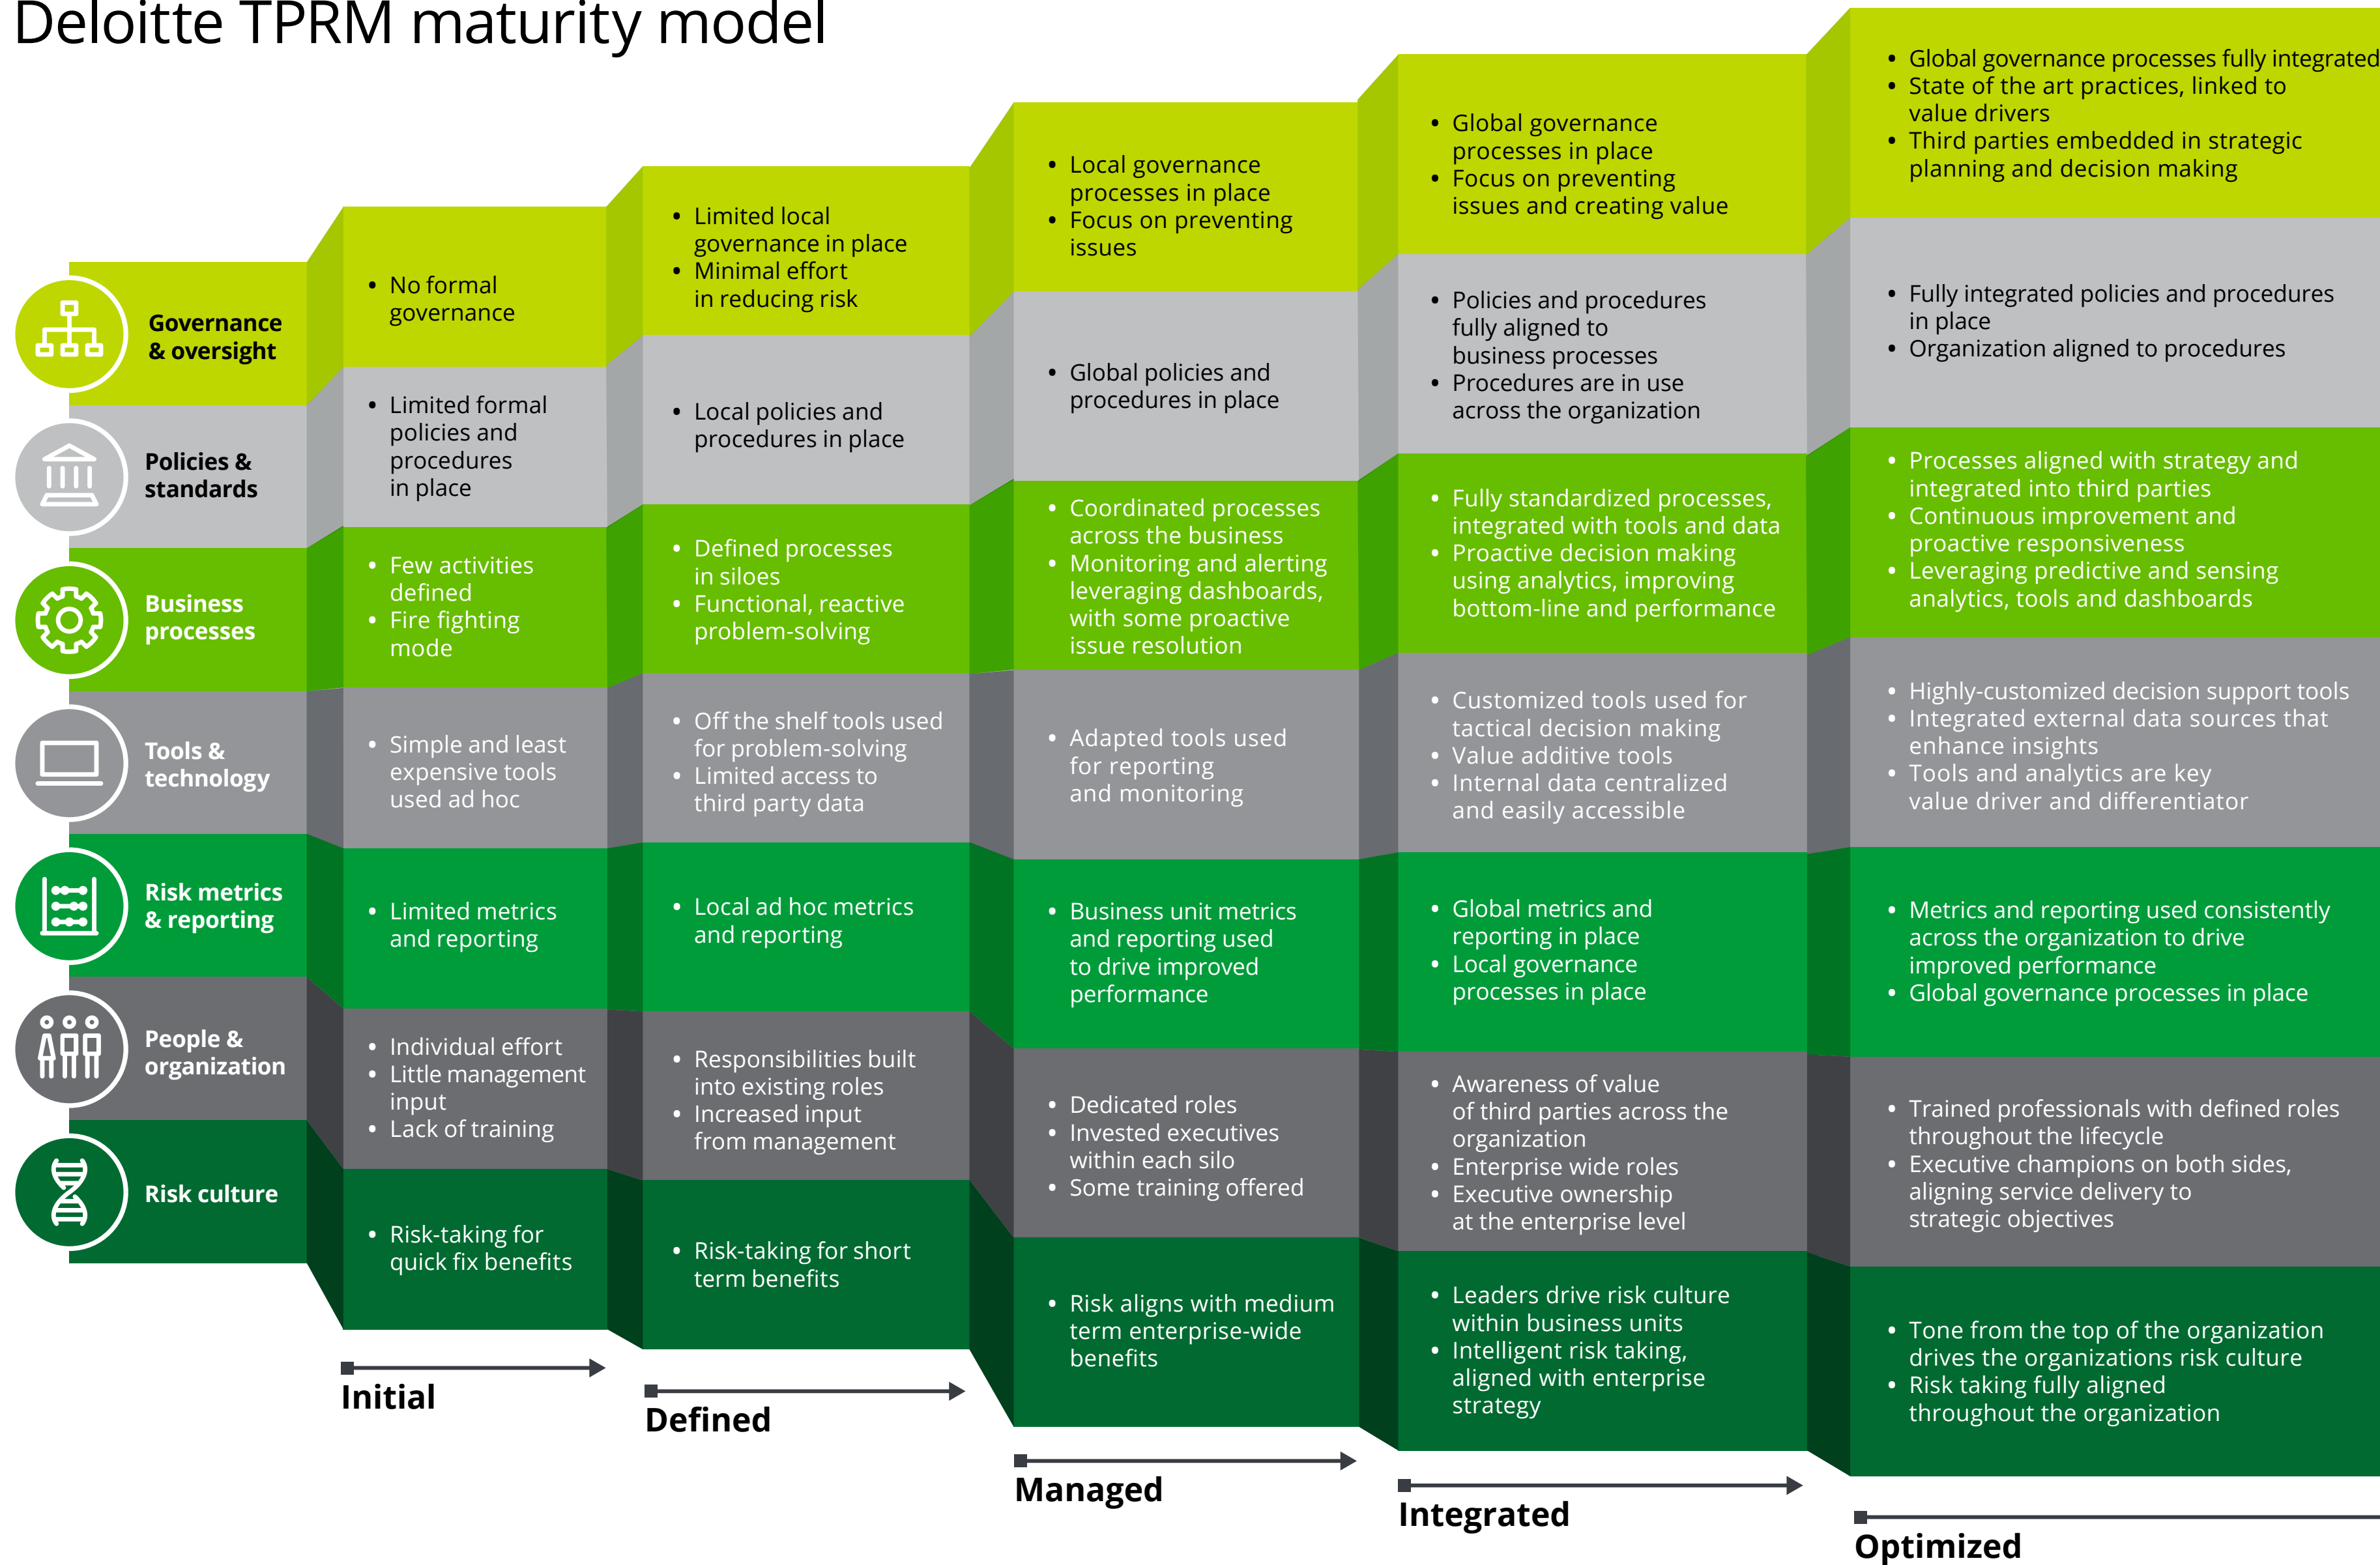 Deloitte TPRM maturity model
Governance
& oversight
• No formal
governance
• Limited local
governance in place
• Minimal effort
in reducing risk
• Local governance
processes in place
• Focus on preventing
issues
• Global governance
processes in place
• Focus on preventing
issues and creating value
• Global governance processes fully integrated
• State of the art practices, linked to
value drivers
• Third parties embedded in strategic
planning and decision making
Policies &
standards
• Limited formal
policies and
procedures
in place
• Local policies and
procedures in place
• Global policies and
procedures in place
• Policies and procedures
fully aligned to
business processes
• Procedures are in use
across the organization
• Fully integrated policies and procedures
in place
• Organization aligned to procedures
Business
processes
• Few activities
defined
• Fire fighting
mode
• Defined processes
in siloes
• Functional, reactive
problem-solving
• Coordinated processes
across the business
• Monitoring and alerting
leveraging dashboards,
with some proactive
issue resolution
• Fully standardized processes,
integrated with tools and data
• Proactive decision making
using analytics, improving
bottom-line and performance
• Processes aligned with strategy and
integrated into third parties
• Continuous improvement and
proactive responsiveness
• Leveraging predictive and sensing
analytics, tools and dashboards
Tools &
technology
• Simple and least
expensive tools
used ad hoc
• Off the shelf tools used
for problem-solving
• Limited access to
third party data
• Adapted tools used
for reporting
and monitoring
• Customized tools used for
tactical decision making
• Value additive tools
• Internal data centralized
and easily accessible
• Highly-customized decision support tools
• Integrated external data sources that
enhance insights
• Tools and analytics are key
value driver and differentiator
Risk metrics
& reporting
• Limited metrics
and reporting
• Local ad hoc metrics
and reporting
• Business unit metrics
and reporting used
to drive improved
performance
• Global metrics and
reporting in place
• Local governance
processes in place
• Metrics and reporting used consistently
across the organization to drive
improved performance
• Global governance processes in place
People &
organization
• Individual effort
• Little management
input
• Lack of training
• Responsibilities built
into existing roles
• Increased input
from management
• Dedicated roles
• Invested executives
within each silo
• Some training offered
• Awareness of value
of third parties across the
organization
• Enterprise wide roles
• Executive ownership
at the enterprise level
• Trained professionals with defined roles
throughout the lifecycle
• Executive champions on both sides,
aligning service delivery to
strategic objectives
Risk culture
• Risk-taking for
quick fix benefits
• Risk-taking for short
term benefits
• Risk aligns with medium
term enterprise-wide
benefits
• Leaders drive risk culture
within business units
• Intelligent risk taking,
aligned with enterprise
strategy
• Tone from the top of the organization
drives the organizations risk culture
• Risk taking fully aligned
throughout the organization
Initial
Defined
Managed
Integrated
Optimized